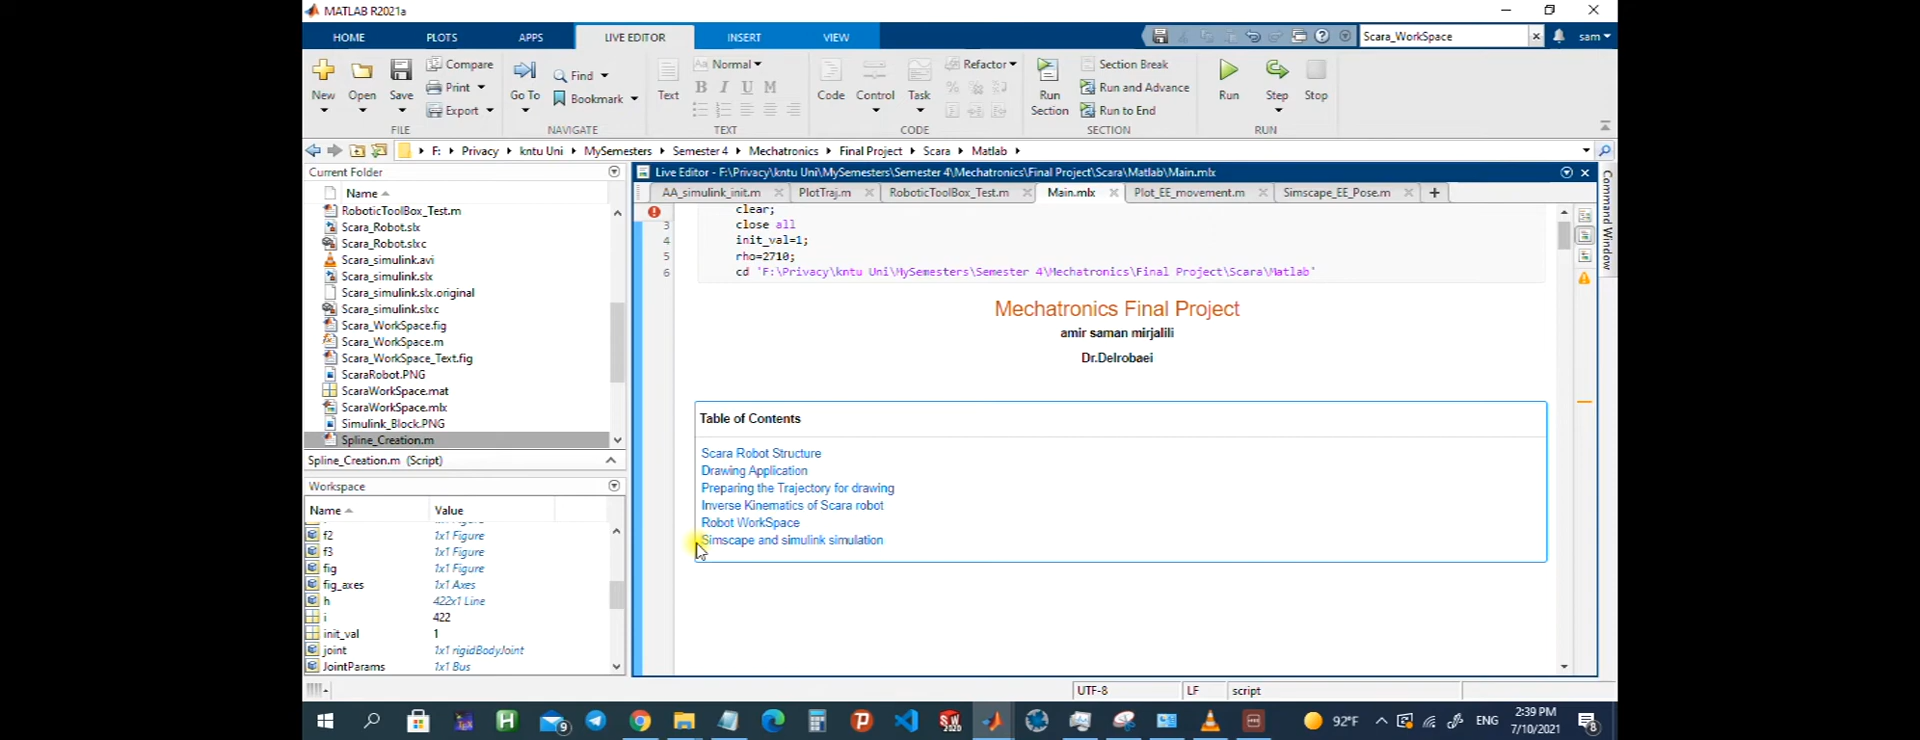 MATLAB R2021a
HOME PLOTS APPS LIVE EDITOR INSERT VIEW
Scara_WorkSpace
sam
New Open Save
Compare
Print
Export
FILE
Go To
Find
Bookmark
NAVIGATE
Text
Normal
B I U M
TEXT
Code Control Task
Refactor
CODE
Run Section
Section Break
Run and Advance
Run to End
SECTION
Run Step Stop
RUN
F: Privacy kntu Uni MySemesters Semester 4 Mechatronics Final Project Scara Matlab
Current Folder
Name
RoboticToolBox_Test.m
Scara_Robot.slx
Scara_Robot.slxc
Scara_simulink.avi
Scara_simulink.slx
Scara_simulink.slx.original
Scara_simulink.slxc
Scara_WorkSpace.fig
Scara_WorkSpace.m
Scara_WorkSpace_Text.fig
ScaraRobot.PNG
ScaraWorkSpace.mat
ScaraWorkSpace.mlx
Simulink_Block.PNG
Spline_Creation.m
Spline_Creation.m (Script)
Workspace
Name Value
f2 1x1 Figure
f3 1x1 Figure
fig 1x1 Figure
fig_axes 1x1 Axes
h 422x1 Line
i 422
init_val 1
joint 1x1 rigidBodyJoint
JointParams 1x1 Bus
Live Editor - F:\Privacy\kntu Uni\MySemesters\Semester 4\Mechatronics\Final Project\Scara\Matlab\Main.mlx
AA_simulink_init.m PlotTraj.m RoboticToolBox_Test.m Main.mlx Plot_EE_movement.m Simscape_EE_Pose.m
clear;
3 close all
4 init_val=1;
5 rho=2710;
6 cd 'F:\Privacy\kntu Uni\MySemesters\Semester 4\Mechatronics\Final Project\Scara\Matlab'
Mechatronics Final Project
amir saman mirjalili
Dr.Delrobaei
Table of Contents
Scara Robot Structure
Drawing Application
Preparing the Trajectory for drawing
Inverse Kinematics of Scara robot
Robot WorkSpace
Simscape and simulink simulation
Command Window
UTF-8 LF script
92°F ENG
2:39 PM
7/10/2021